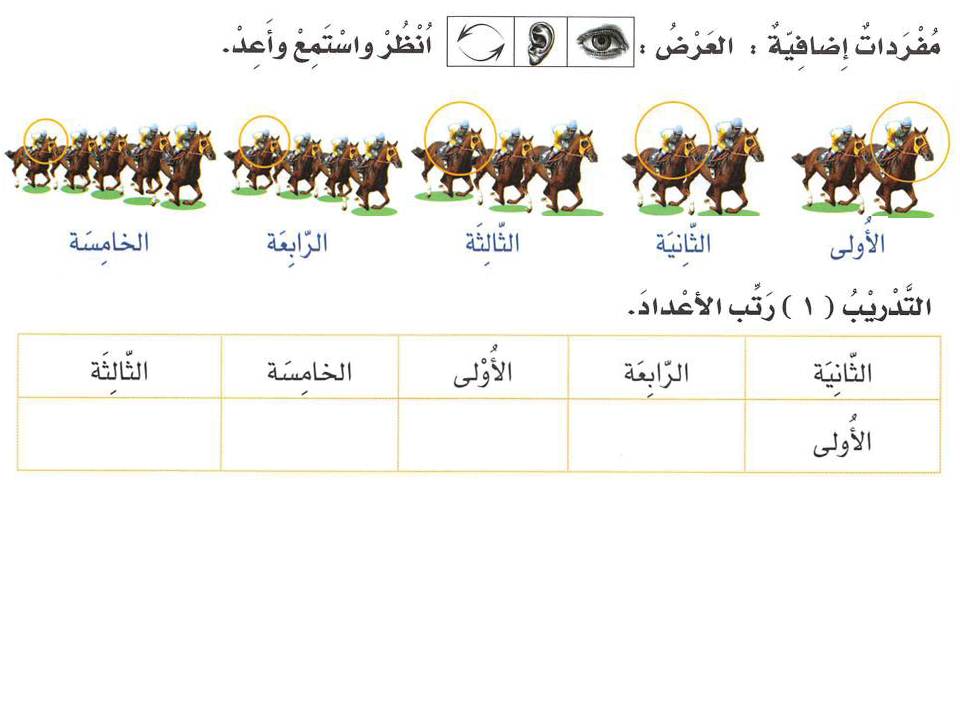 مُفْرَداتٌ إِضافِيّةٌ : العَرْضُ : اُنْظُرْ واسْتَمِعْ وأَعِدْ.
الأُولى الثّانِيَة الثّالِثَة الرّابِعَة الخامِسَة
التَّدْرِيْبُ ( ١ ) رَتِّب الأعْدادَ.
الثّانِيَة الرّابِعَة الأُوْلى الخامِسَة الثّالِثَة
الأُولى